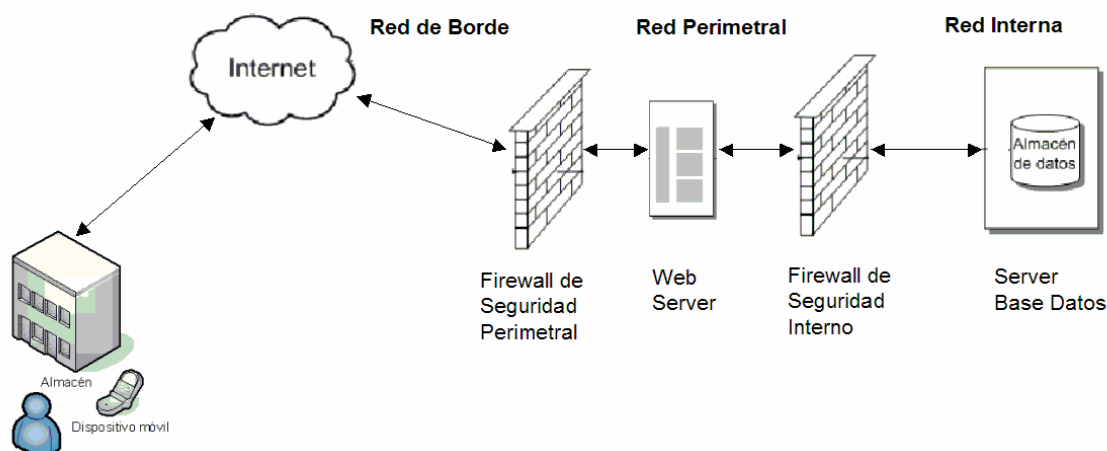 Red de Borde
Red Perimetral
Red Interna
Internet
Almacén
de datos
Firewall de
Seguridad
Perimetral
Web
Server
Firewall de
Seguridad
Interno
Server
Base Datos
Almacén
Dispositivo móvil